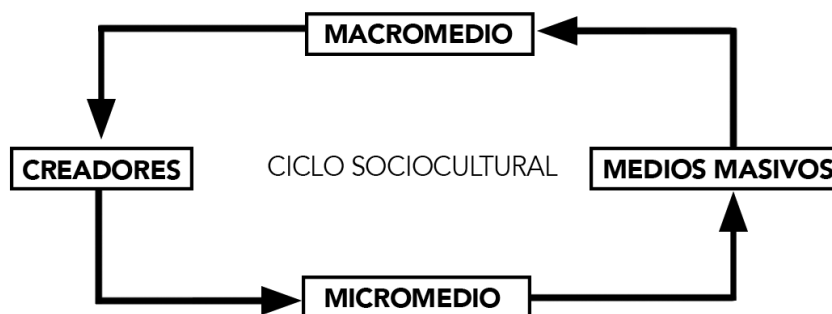 MACROMEDIO
CREADORES
CICLO SOCIOCULTURAL
MEDIOS MASIVOS
MICROMEDIO